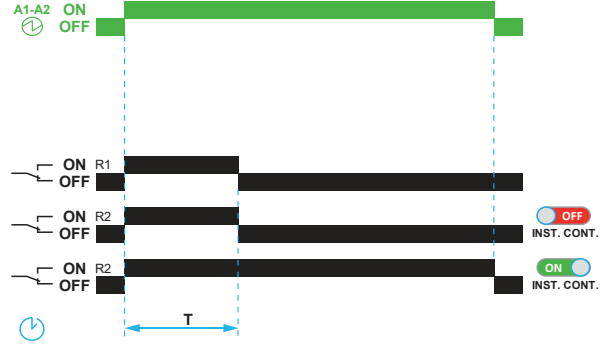 A1-A2 ON
OFF
ON R1
OFF
ON R2
OFF
OFF
INST. CONT.
ON R2
OFF
ON
INST. CONT.
T